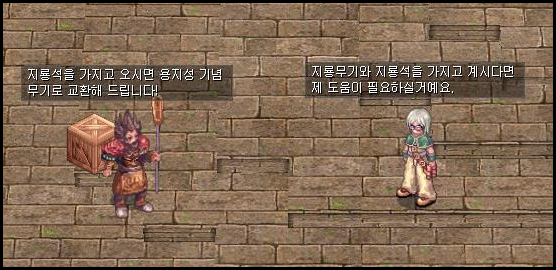 지룡석을 가지고 오시면 용지성 기념
무기로 교환해 드립니다!
지룡무기와 지룡석을 가지고 계시다면
제 도움이 필요하실거예요.